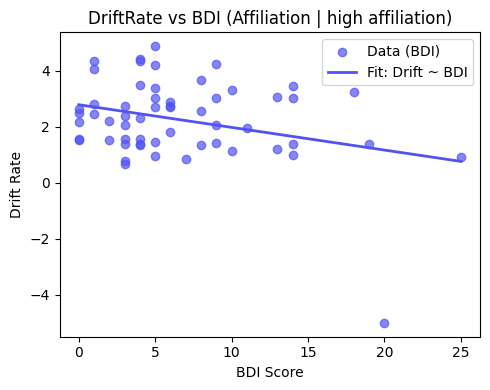 DriftRate vs BDI (Affiliation | high affiliation)
Data (BDI)
Fit: Drift ~ BDI
Drift Rate
4
2
0
−2
−4
0
5
10
15
20
25
BDI Score